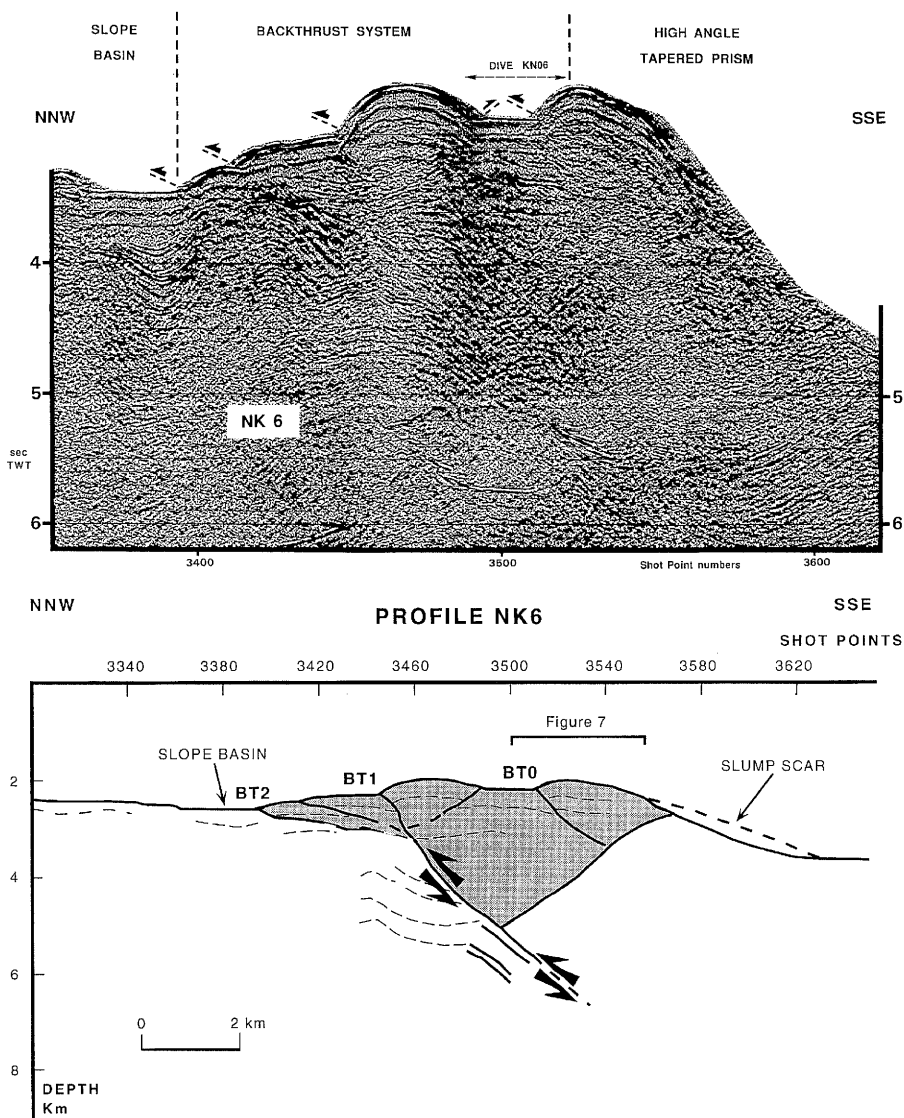 SLOPE BASIN
BACKTHRUST SYSTEM
HIGH ANGLE TAPERED PRISM
DIVE KN06
NNW
SSE
4
5
5
NK 6
sec TWT
6
6
3400
3500
Shot Point numbers
3600
NNW
PROFILE NK6
SSE
SHOT POINTS
3340
3380
3420
3460
3500
3540
3580
3620
Figure 7
SLOPE BASIN
SLUMP SCAR
2
BT2
BT1
BT0
4
6
0
2 km
8
DEPTH
Km